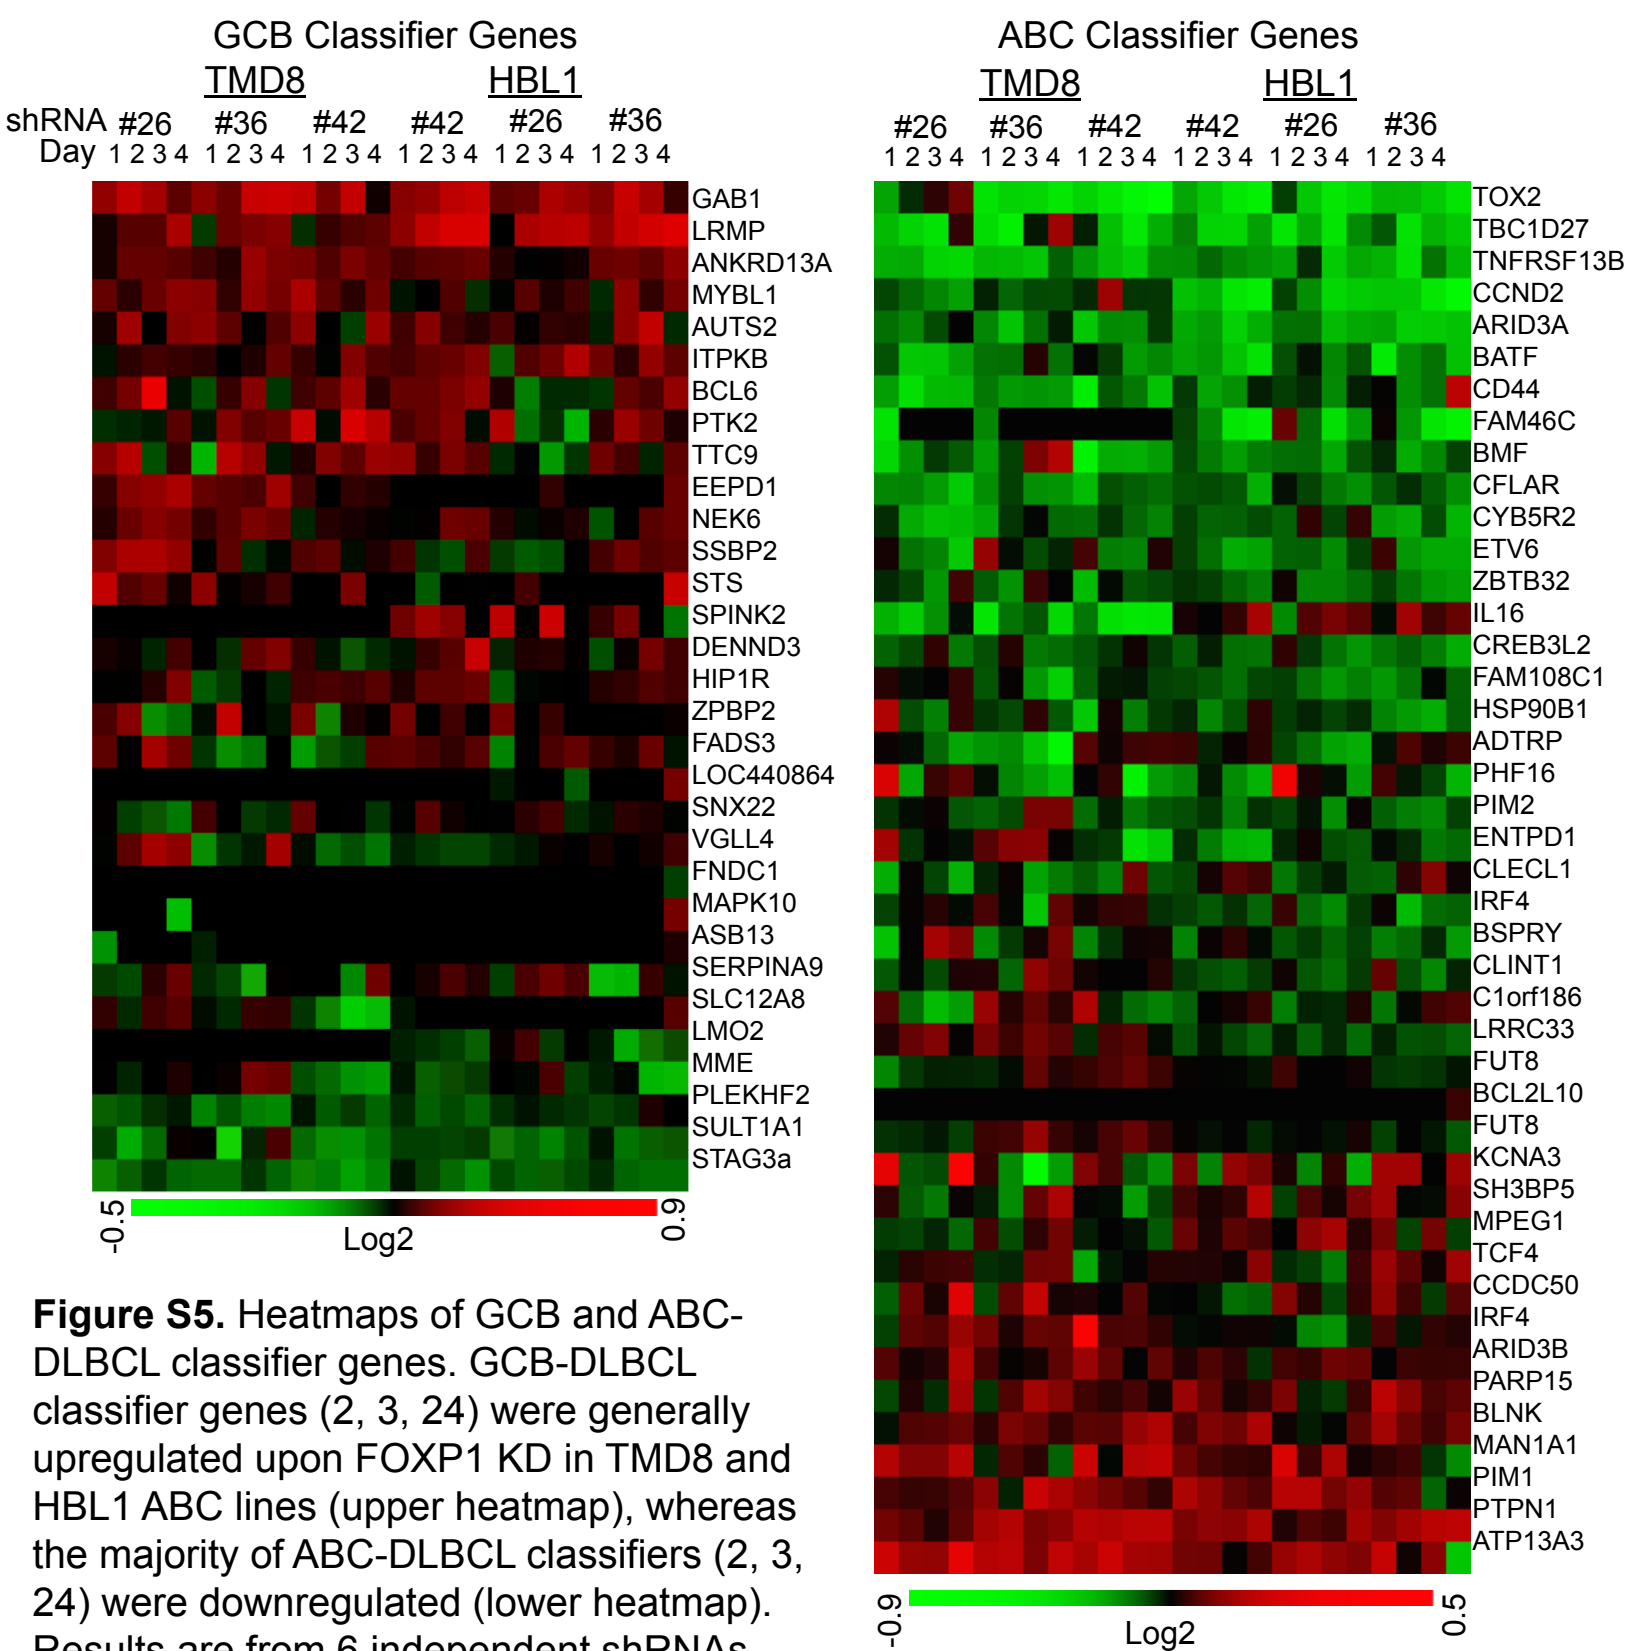 GCB Classifier Genes
TMD8 HBL1
shRNA #26 #36 #42 #42 #26 #36
Day 1 2 3 4 1 2 3 4 1 2 3 4 1 2 3 4 1 2 3 4 1 2 3 4
GAB1
LRMP
ANKRD13A
MYBL1
AUTS2
ITPKB
BCL6
PTK2
TTC9
EEPD1
NEK6
SSBP2
STS
SPINK2
DENND3
HIP1R
ZPBP2
FADS3
LOC440864
SNX22
VGLL4
FNDC1
MAPK10
ASB13
SERPINA9
SLC12A8
LMO2
MME
PLEKHF2
SULT1A1
STAG3a
-0.5 0.9
Log2
ABC Classifier Genes
TMD8 HBL1
#26 #36 #42 #42 #26 #36
1 2 3 4 1 2 3 4 1 2 3 4 1 2 3 4 1 2 3 4 1 2 3 4
TOX2
TBC1D27
TNFRSF13B
CCND2
ARID3A
BATF
CD44
FAM46C
BMF
CFLAR
CYB5R2
ETV6
ZBTB32
IL16
CREB3L2
FAM108C1
HSP90B1
ADTRP
PHF16
PIM2
ENTPD1
CLECL1
IRF4
BSPRY
CLINT1
C1orf186
LRRC33
FUT8
BCL2L10
FUT8
KCNA3
SH3BP5
MPEG1
TCF4
CCDC50
IRF4
ARID3B
PARP15
BLNK
MAN1A1
PIM1
PTPN1
ATP13A3
-0.9 0.5
Log2
Figure S5. Heatmaps of GCB and ABC-
DLBCL classifier genes. GCB-DLBCL
classifier genes (2, 3, 24) were generally
upregulated upon FOXP1 KD in TMD8 and
HBL1 ABC lines (upper heatmap), whereas
the majority of ABC-DLBCL classifiers (2, 3,
24) were downregulated (lower heatmap).
Results are from 6 independent shRNAs